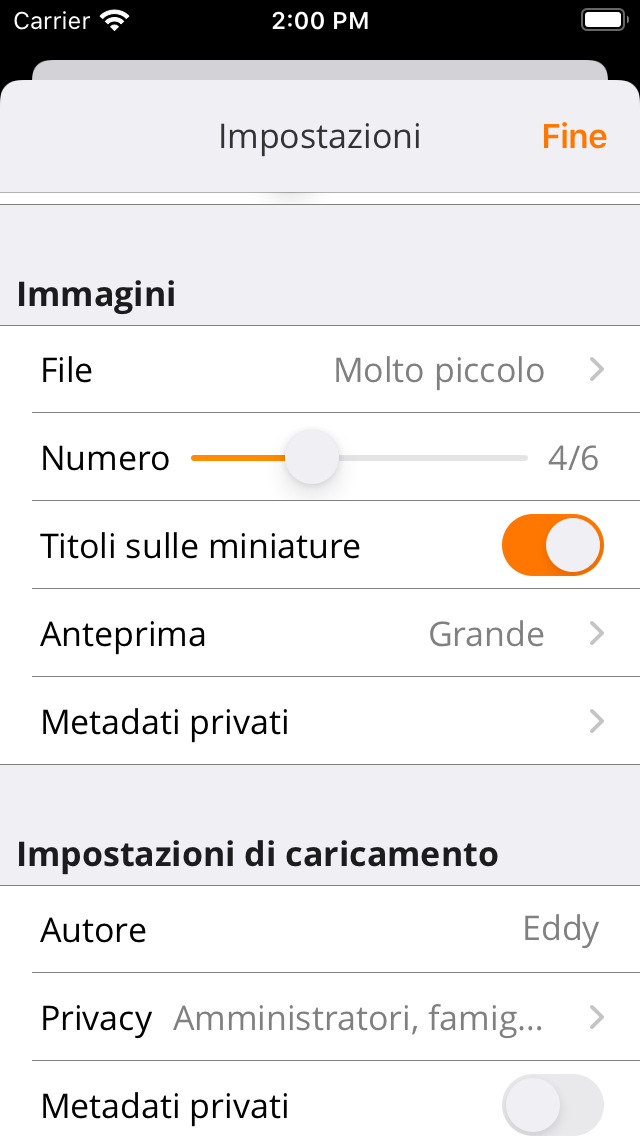 Carrier 2:00 PM
Impostazioni Fine
Immagini
File Molto piccolo
Numero 4/6
Titoli sulle miniature
Anteprima Grande
Metadati privati
Impostazioni di caricamento
Autore Eddy
Privacy Amministratori, famig...
Metadati privati